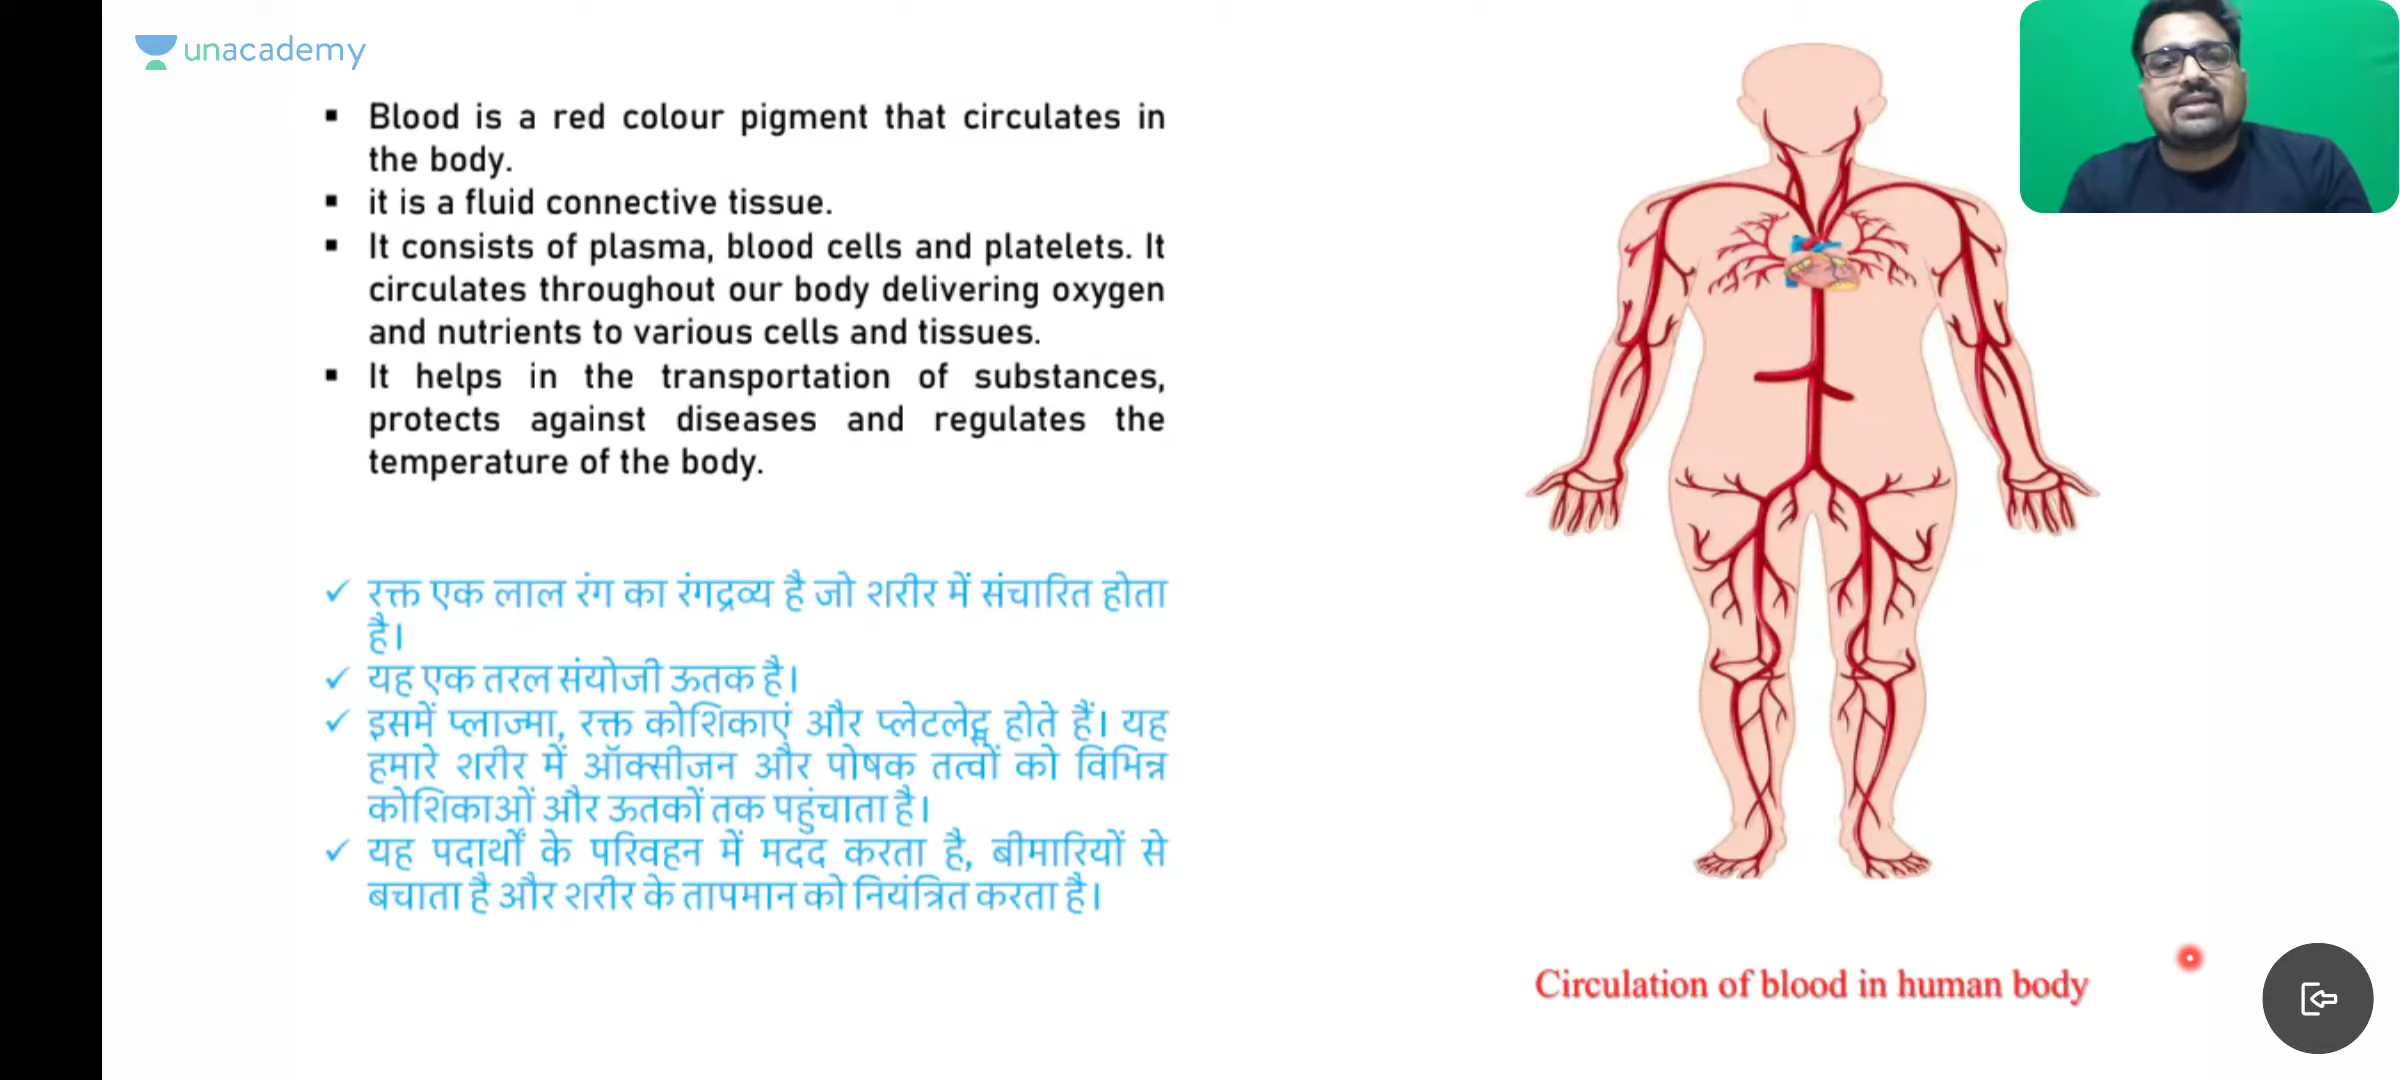 unacademy
▪ Blood is a red colour pigment that circulates in
the body.
▪ it is a fluid connective tissue.
▪ It consists of plasma, blood cells and platelets. It
circulates throughout our body delivering oxygen
and nutrients to various cells and tissues.
▪ It helps in the transportation of substances,
protects against diseases and regulates the
temperature of the body.
✓ रक्त एक लाल रंग का रंगद्रव्य है जो शरीर में संचारित होता
है।
✓ यह एक तरल संयोजी ऊतक है।
✓ इसमें प्लाज्मा, रक्त कोशिकाएं और प्लेटलेट्स होते हैं। यह
हमारे शरीर में ऑक्सीजन और पोषक तत्वों को विभिन्न
कोशिकाओं और ऊतकों तक पहुंचाता है।
✓ यह पदार्थों के परिवहन में मदद करता है, बीमारियों से
बचाता है और शरीर के तापमान को नियंत्रित करता है।
Circulation of blood in human body